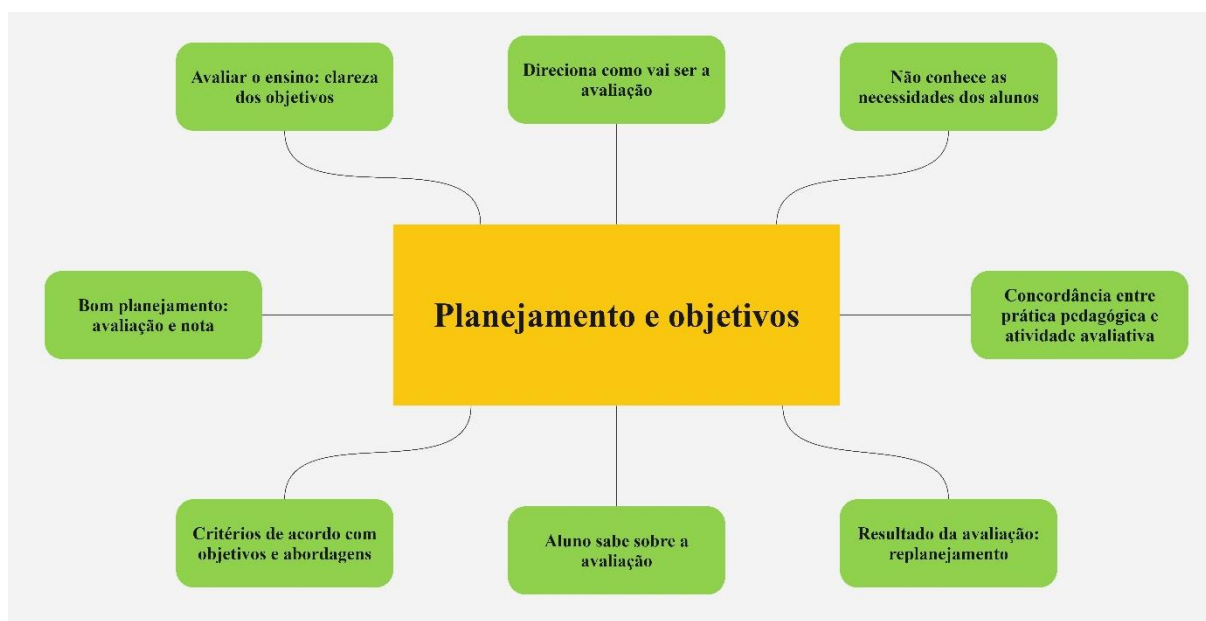 Avaliar o ensino: clareza
dos objetivos
Direciona como vai ser a
avaliação
Não conhece as
necessidades dos alunos
Bom planejamento:
avaliação e nota
Planejamento e objetivos
Concordância entre
prática pedagógica e
atividade avaliativa
Critérios de acordo com
objetivos e abordagens
Aluno sabe sobre a
avaliação
Resultado da avaliação:
replanejamento